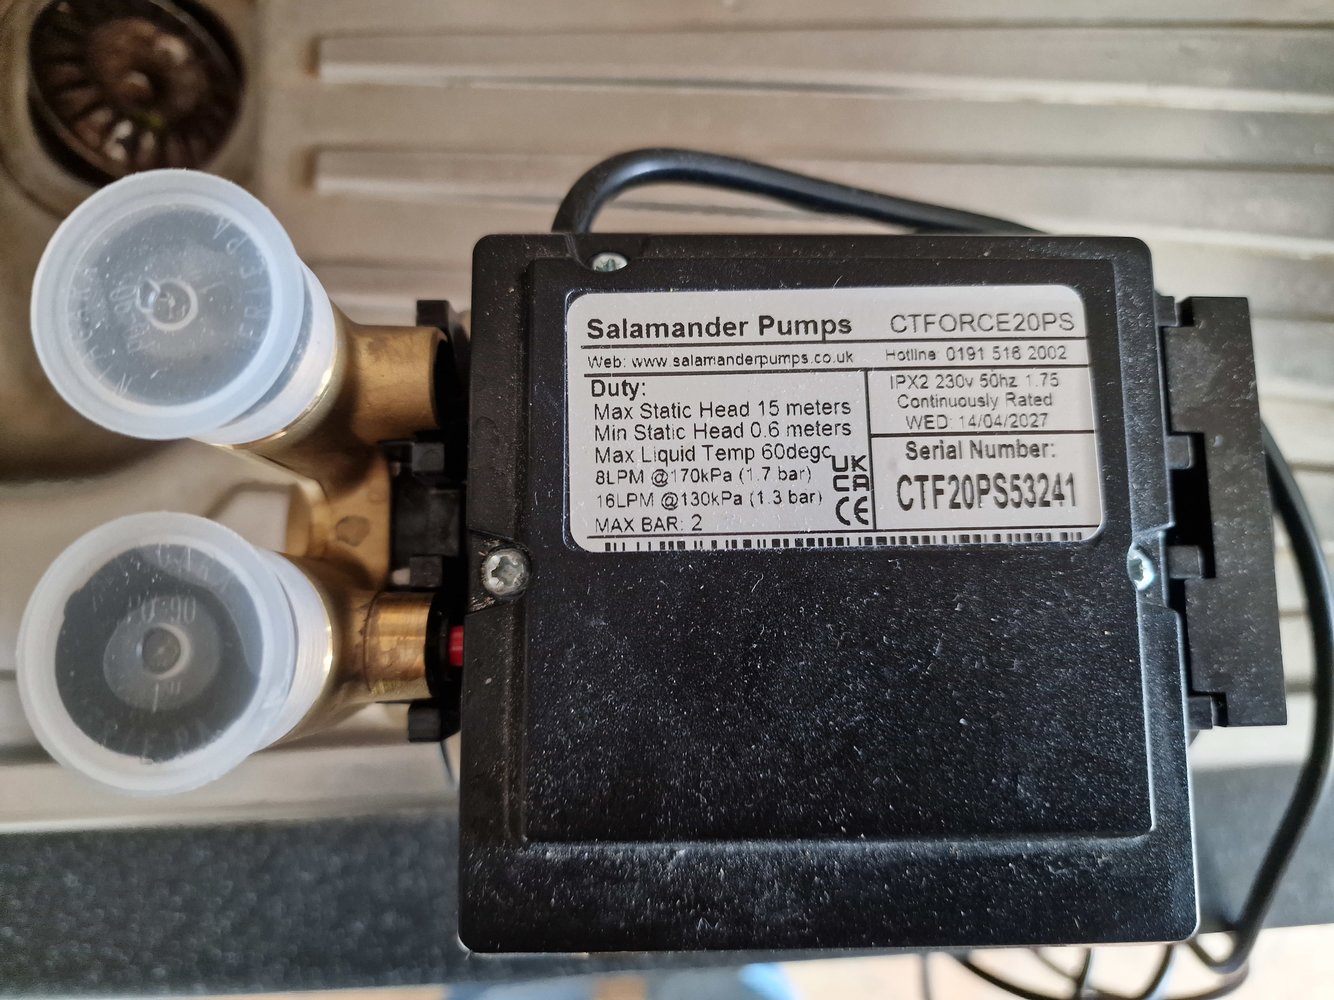 Salamander Pumps CTFORCE20PS
Web: www.salamanderpumps.co.uk Hotline: 0191 516 2002
Duty:
Max Static Head 15 meters
Min Static Head 0.6 meters
Max Liquid Temp 60degc
8LPM @170kPa (1.7 bar)
16LPM @130kPa (1.3 bar)
MAX BAR: 2
UK
CA
CE
IPX2 230v 50hz 1.75
Continuously Rated
WED: 14/04/2027
Serial Number:
CTF20PS53241